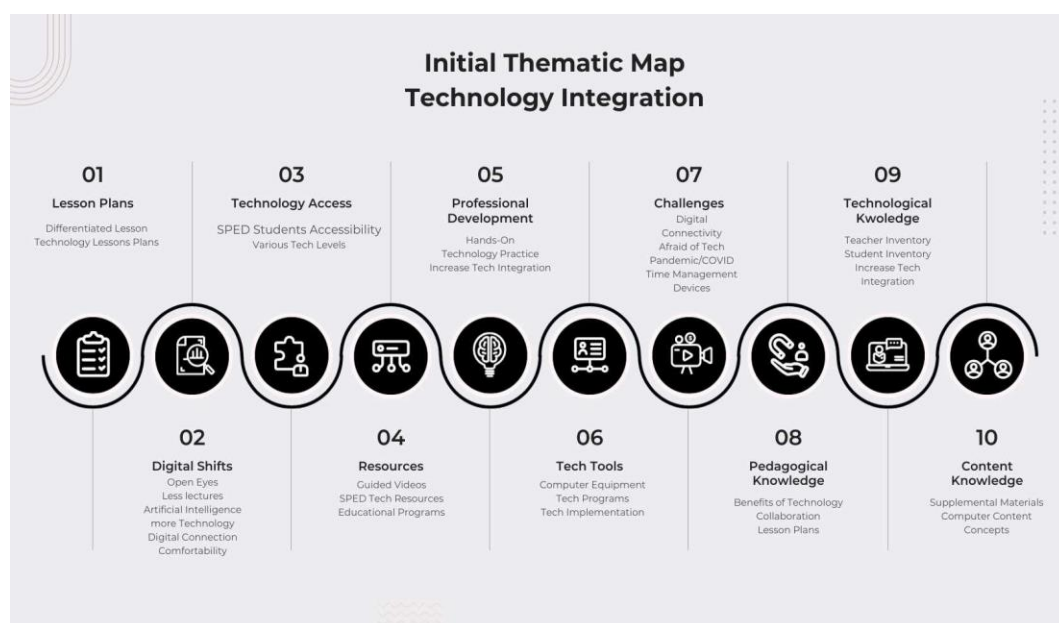 Initial Thematic Map
Technology Integration
01
Lesson Plans
Differentiated Lesson
Technology Lessons Plans
03
Technology Access
SPED Students Accessibility
Various Tech Levels
05
Professional
Development
Hands-On
Technology Practice
Increase Tech Integration
07
Challenges
Digital
Connectivity
Afraid of Tech
Pandemic/COVID
Time Management
Devices
09
Technological
Kwoledge
Teacher Inventory
Student Inventory
Increase Tech
Integration
02
Digital Shifts
Open Eyes
Less lectures
Artificial Intelligence
more Technology
Digital Connection
Comfortability
04
Resources
Guided Videos
SPED Tech Resources
Educational Programs
06
Tech Tools
Computer Equipment
Tech Programs
Tech Implementation
08
Pedagogical
Knowledge
Benefits of Technology
Collaboration
Lesson Plans
10
Content
Knowledge
Supplemental Materials
Computer Content
Concepts